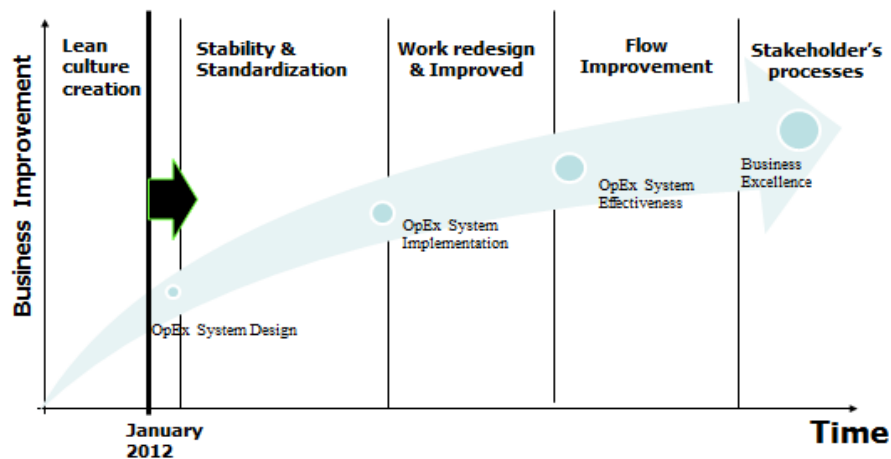 Lean
culture
creation
Stability &
Standardization
Work redesign
& Improved
Flow
Improvement
Stakeholder's
processes
Business Improvement
OpEx System Design
OpEx System
Implementation
OpEx System
Effectiveness
Business
Excellence
January
2012
Time